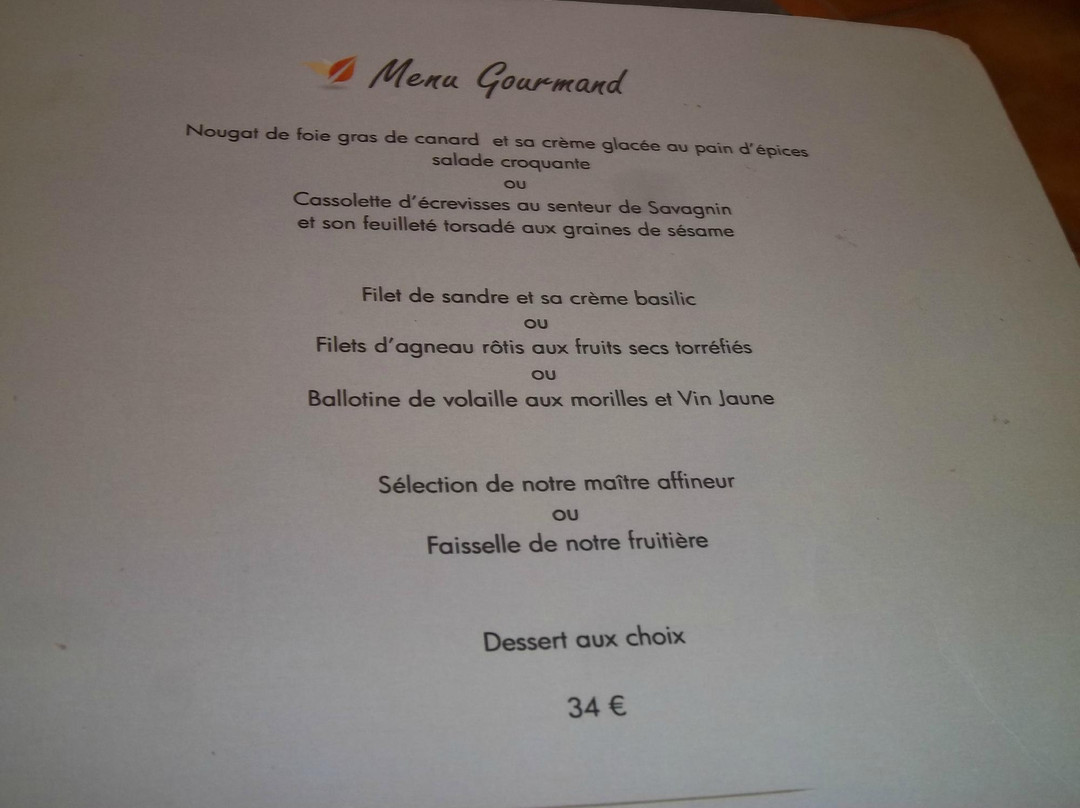 Menu Gourmand
Nougat de foie gras de canard et sa crème glacée au pain d'épices
salade croquante
ou
Cassolette d'écrevisses au senteur de Savagnin
et son feuilleté torsadé aux graines de sésame
Filet de sandre et sa crème basilic
ou
Filets d'agneau rôtis aux fruits secs torréfiés
ou
Ballotine de volaille aux morilles et Vin Jaune
Sélection de notre maître affineur
ou
Faisselle de notre fruitière
Dessert aux choix
34 €